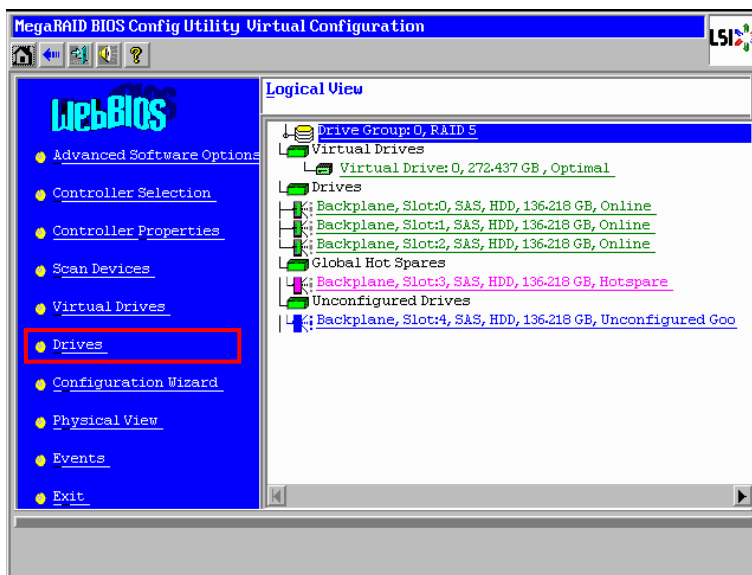 MegaRAID BIOS Config Utility Virtual Configuration
LSI
?
WebBIOS
Advanced Software Options
Controller Selection
Controller Properties
Scan Devices
Virtual Drives
Drives
Configuration Wizard
Physical View
Events
Exit
Logical View
Drive Group: 0, RAID 5
Virtual Drives
Virtual Drive: 0, 272.437 GB , Optimal
Drives
Backplane, Slot:0, SAS, HDD, 136.218 GB, Online
Backplane, Slot:1, SAS, HDD, 136.218 GB, Online
Backplane, Slot:2, SAS, HDD, 136.218 GB, Online
Global Hot Spares
Backplane, Slot:3, SAS, HDD, 136.218 GB, Hotspare
Unconfigured Drives
Backplane, Slot:4, SAS, HDD, 136.218 GB, Unconfigured Goo